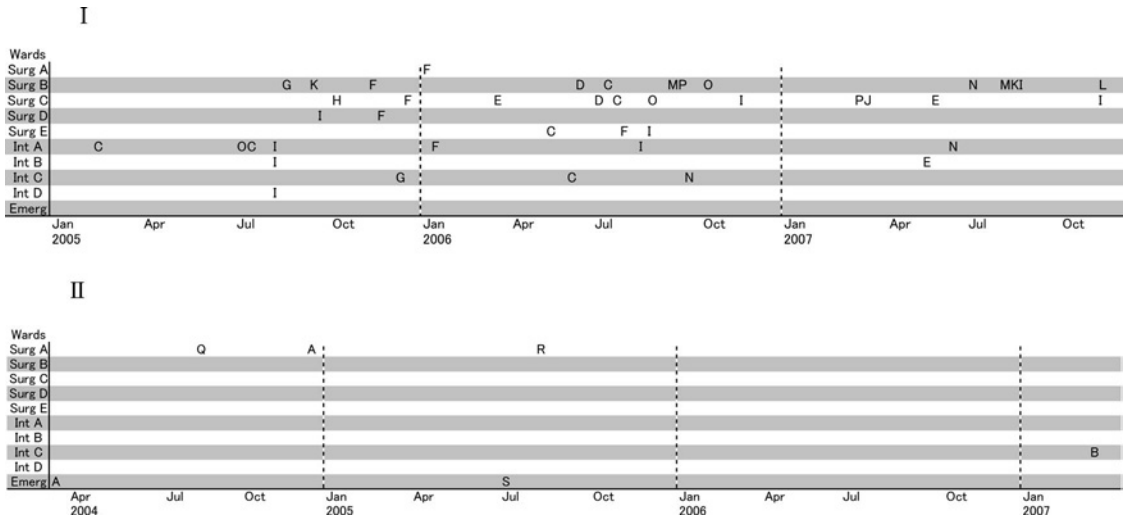 I
Wards
Surg A F
Surg B G K F D C MP O N MKI L
Surg C H F E D C O I PJ E I
Surg D I F
Surg E C F I
Int A C OC I F I N
Int B I E
Int C G C N
Int D I
Emerg
Jan Apr Jul Oct Jan Apr Jul Oct Jan Apr Jul Oct
2005 2006 2007
II
Wards
Surg A Q A R
Surg B
Surg C
Surg D
Surg E
Int A
Int B
Int C B
Int D
Emerg A S
Apr Jul Oct Jan Apr Jul Oct Jan Apr Jul Oct Jan
2004 2005 2006 2007